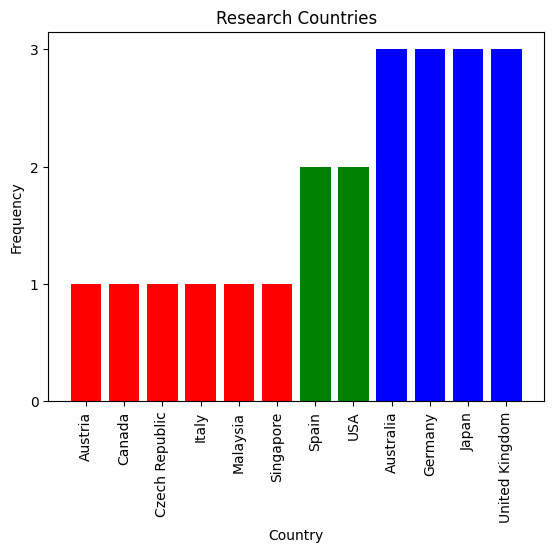 Research Countries
3
2
1
0
Frequency
Austria
Canada
Czech Republic
Italy
Malaysia
Singapore
Spain
USA
Australia
Germany
Japan
United Kingdom
Country